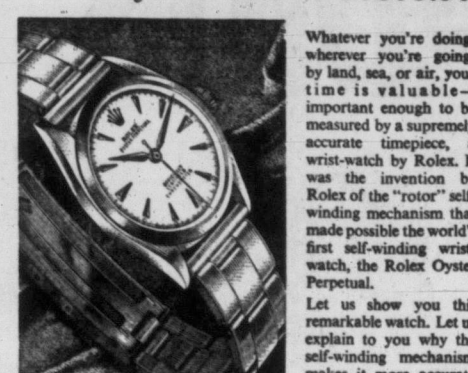 Whatever you're doing
wherever you're going
by land, sea, or air, you
time is valuable—
important enough to b
measured by a supremel
accurate timepiece,
wrist-watch by Rolex. I
was the invention b
Rolex of the "rotor" self
winding mechanism tha
made possible the world'
first self-winding wrist
watch, the Rolex Oyste
Perpetual.
Let us show you thi
remarkable watch. Let u
explain to you why th
self-winding mechanism
ROLEX